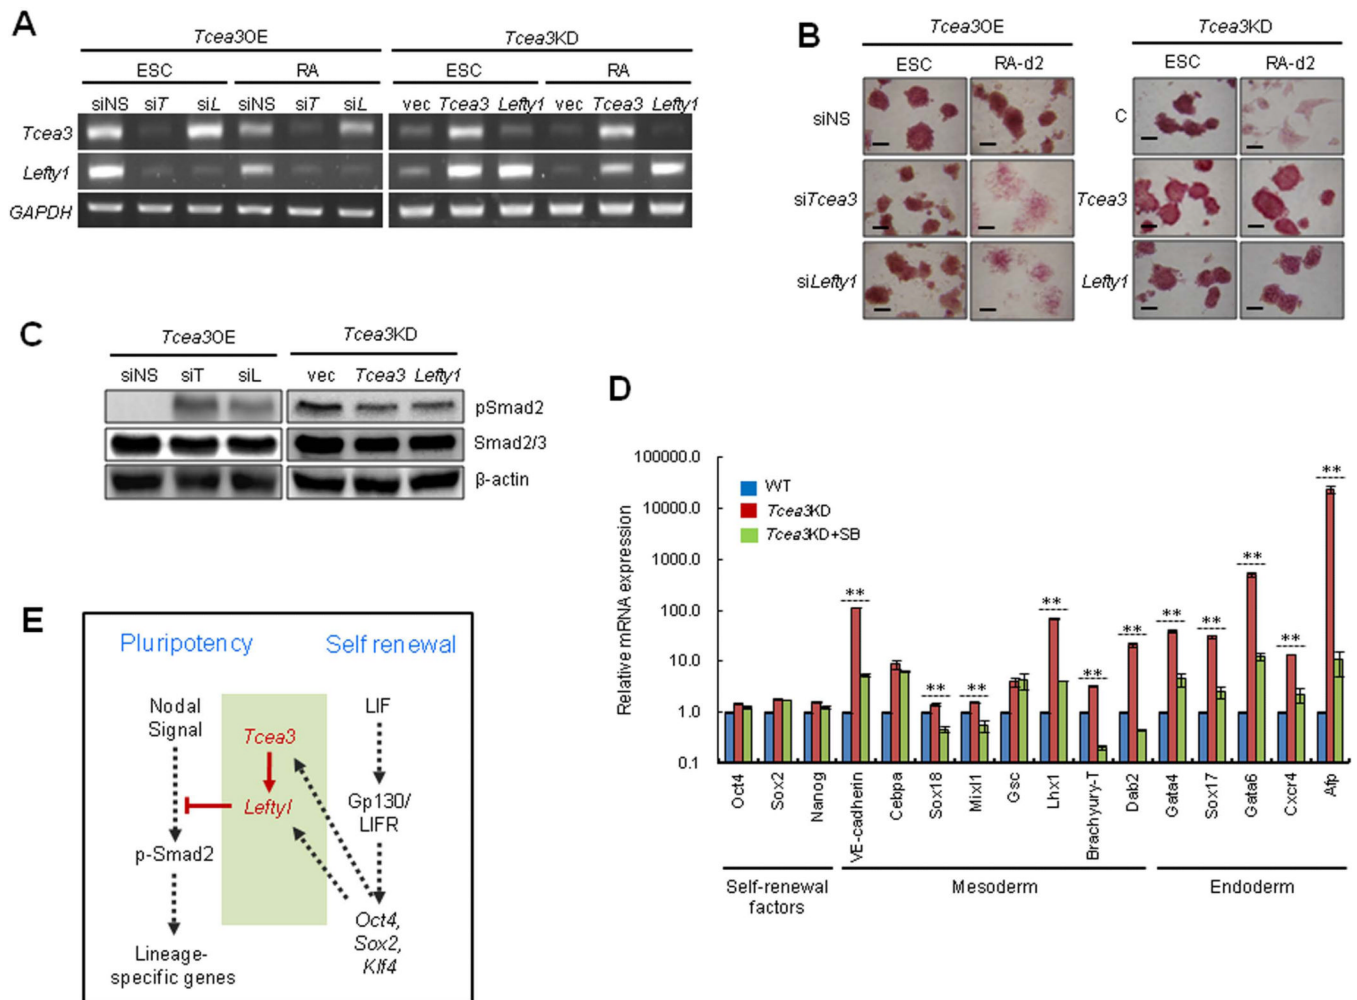 A
Tcea3OE
Tcea3KD
ESC
RA
ESC
RA
siNS siT siL siNS siT siL vec Tcea3 Lefty1 vec Tcea3 Lefty1
Tcea3
Lefty1
GAPDH
B
Tcea3OE
Tcea3KD
ESC RA-d2
ESC RA-d2
siNS
C
siTcea3
Tcea3
siLefty1
Lefty1
C
Tcea3OE
Tcea3KD
siNS siT siL
vec Tcea3 Lefty1
pSmad2
Smad2/3
β-actin
D
Relative mRNA expression
100000.0
10000.0
1000.0
100.0
10.0
1.0
0.1
WT
Tcea3KD
Tcea3KD+SB
**
**
**
**
**
**
**
**
**
**
**
Oct4
Sox2
Nanog
VE-cadherin
Cebpa
Sox18
Mixl1
Gsc
Lhx1
Brachyury-T
Dab2
Gata4
Sox17
Gata6
Cxcr4
Afp
Self-renewal
factors
Mesoderm
Endoderm
E
Pluripotency
Self renewal
Nodal
Signal
Tcea3
Lefty1
p-Smad2
Lineage-
specific genes
LIF
Gp130/
LIFR
Oct4,
Sox2,
Klf4